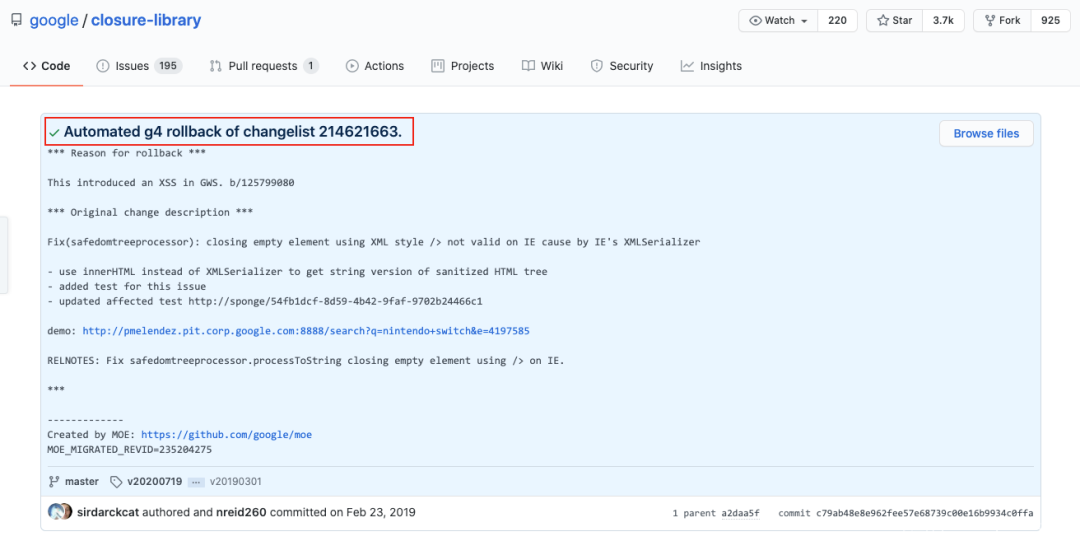 google / closure-library
Watch 220 Star 3.7k Fork 925
Code Issues 195 Pull requests 1 Actions Projects Wiki Security Insights
Automated g4 rollback of changelist 214621663.
Browse files
*** Reason for rollback ***
This introduced an XSS in GWS. b/125799080
*** Original change description ***
Fix(safedomtreeprocessor): closing empty element using XML style /> not valid on IE cause by IE's XMLSerializer
- use innerHTML instead of XMLSerializer to get string version of sanitized HTML tree
- added test for this issue
- updated affected test http://sponge/54fb1dcf-8d59-4b42-9faf-9702b24466c1
demo: http://pmelendez.pit.corp.google.com:8888/search?q=nintendo+switch&e=4197585
RELNOTES: Fix safedomtreeprocessor.processToString closing empty element using /> on IE.
***
-------------
Created by MOE: https://github.com/google/moe
MOE_MIGRATED_REVID=235204275
master v20200719 ... v20190301
sirdarckcat authored and nreid260 committed on Feb 23, 2019
1 parent a2daa5f commit c79ab48e8e962fee57e68739c00e16b9934c0ffa